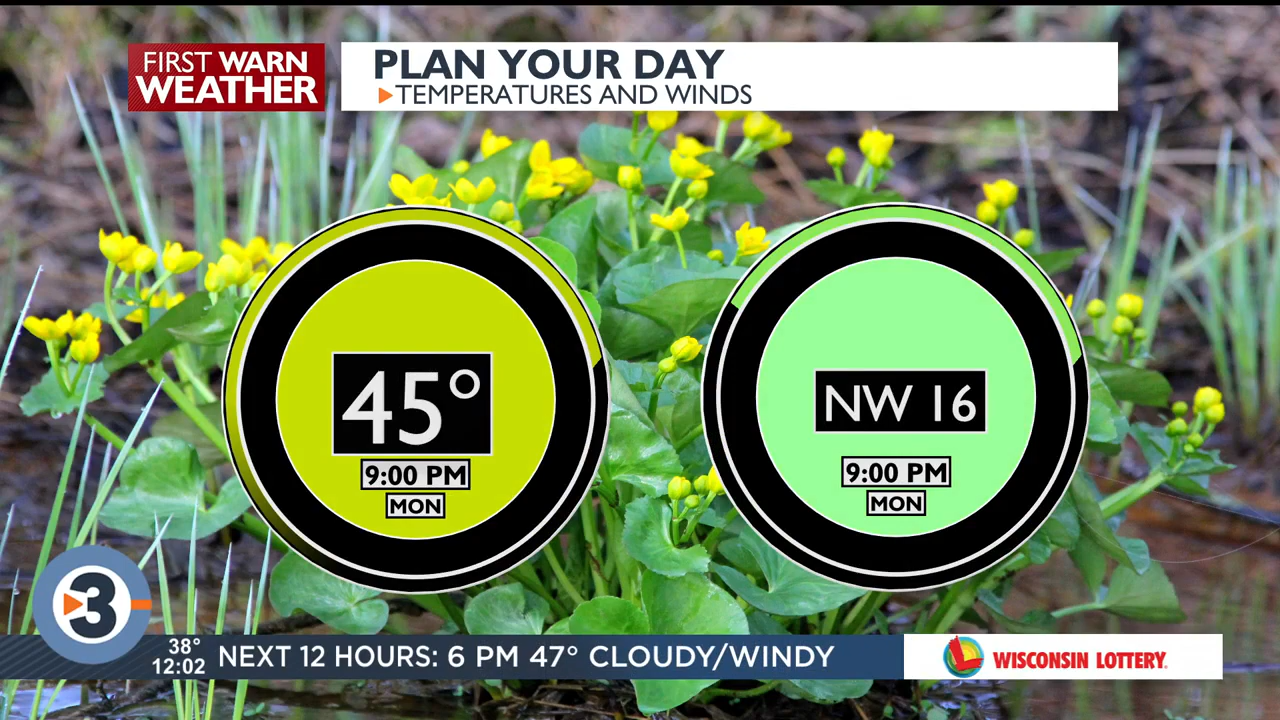 FIRST WARN
WEATHER
PLAN YOUR DAY
TEMPERATURES AND WINDS
45°
9:00 PM
MON
NW 16
9:00 PM
MON
3
38°
12:02
NEXT 12 HOURS: 6 PM 47° CLOUDY/WINDY
WISCONSIN LOTTERY